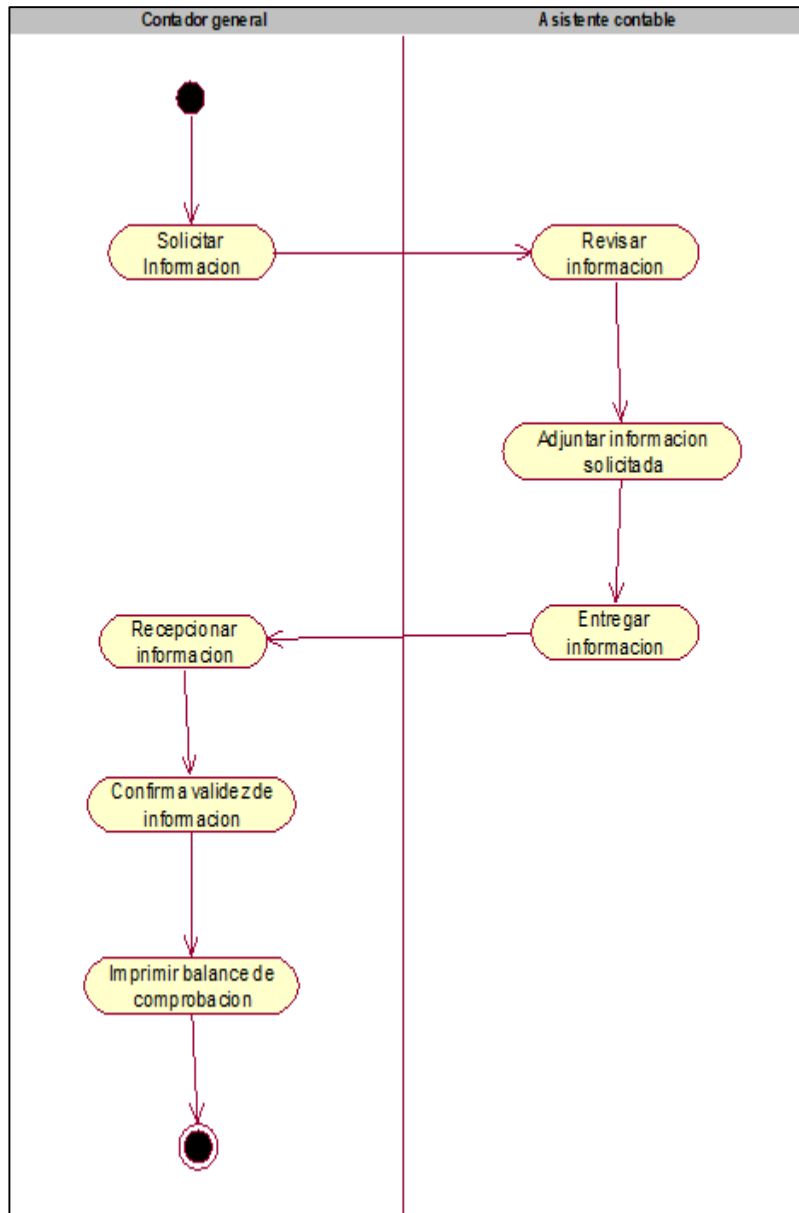 Contador general
Asistente contable
Solicitar
Informacion
Revisar
informacion
Adjuntar informacion
solicitada
Entregar
informacion
Recepcionar
informacion
Confirma validez de
informacion
Imprimir balance de
comprobacion